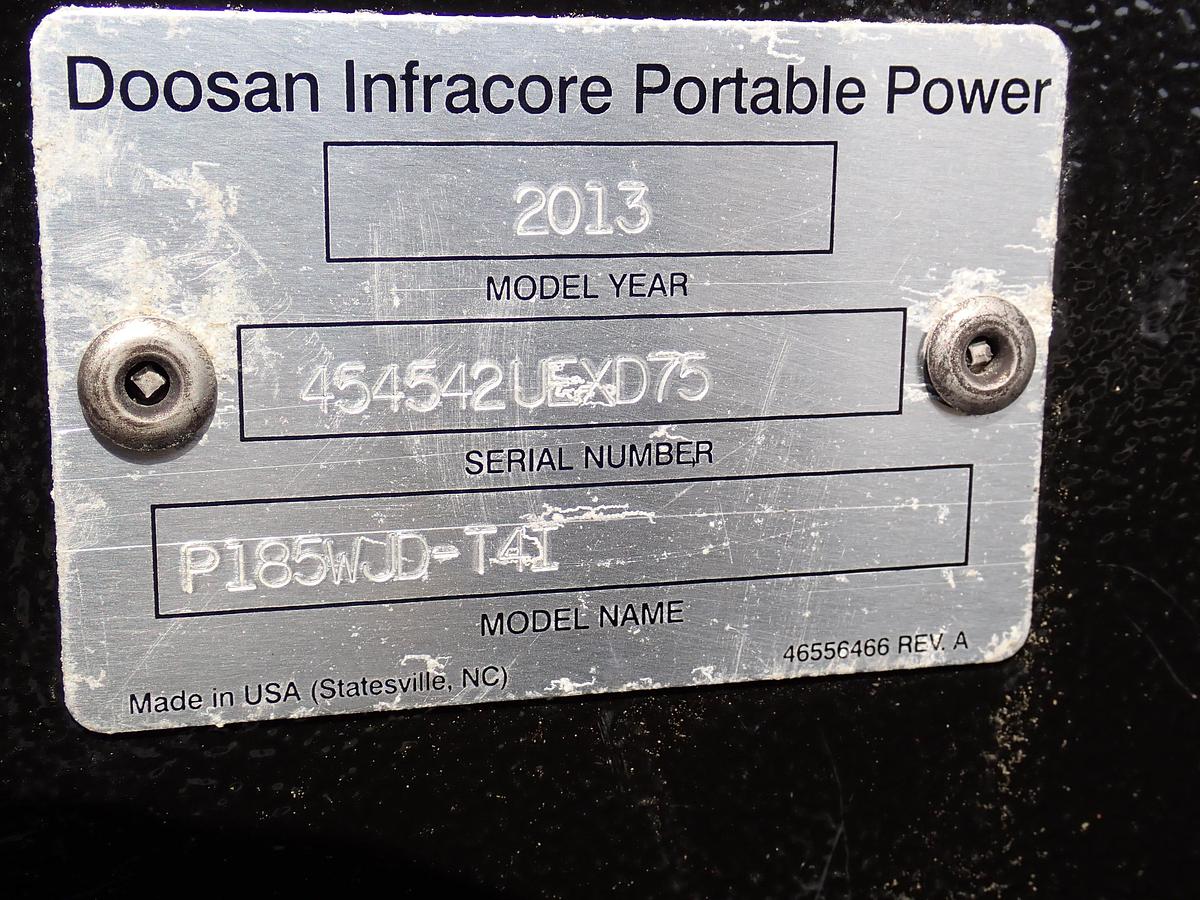 Doosan Infracore Portable Power
2013
MODEL YEAR
454542UEXD75
SERIAL NUMBER
P185WJD-T4I
MODEL NAME
46556466 REV. A
Made in USA (Statesville, NC)